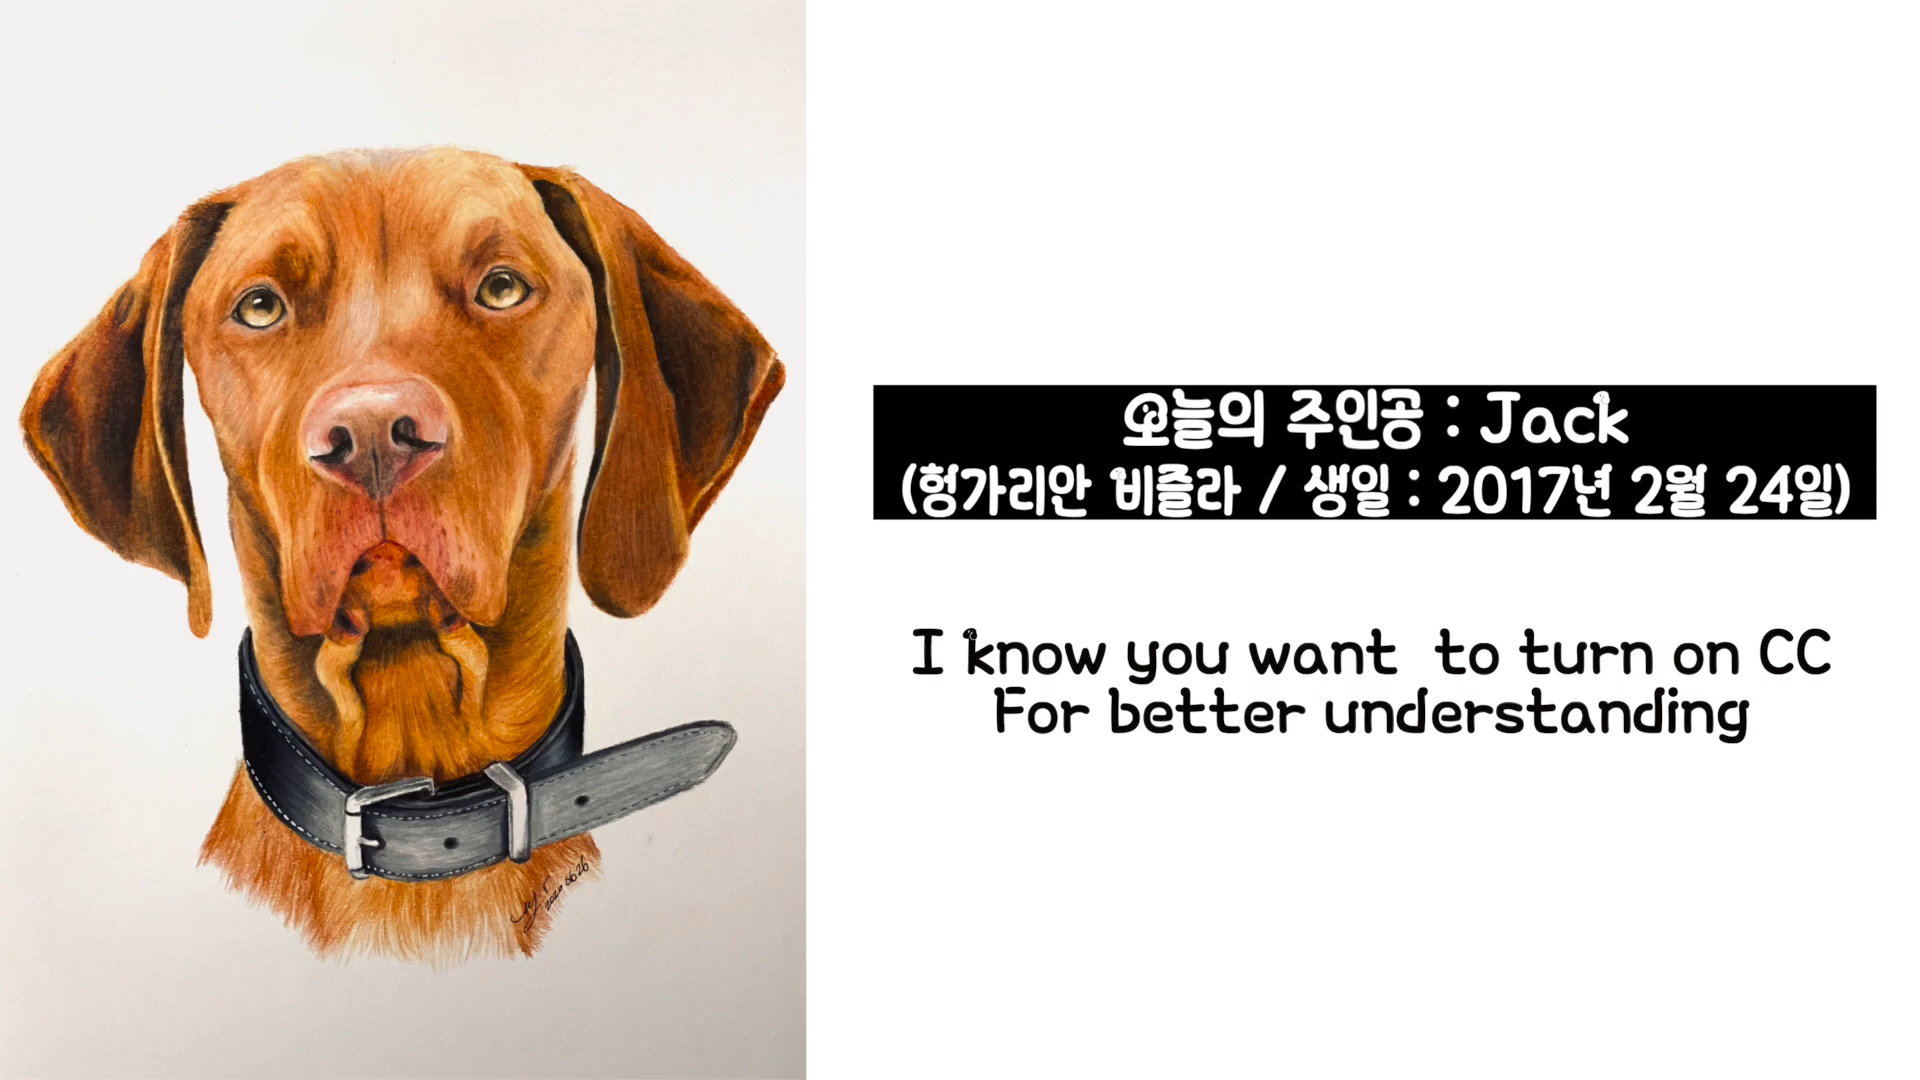 오늘의 주인공 : Jack
(헝가리안 비즐라 / 생일 : 2017년 2월 24일)
I know you want to turn on CC
For better understanding